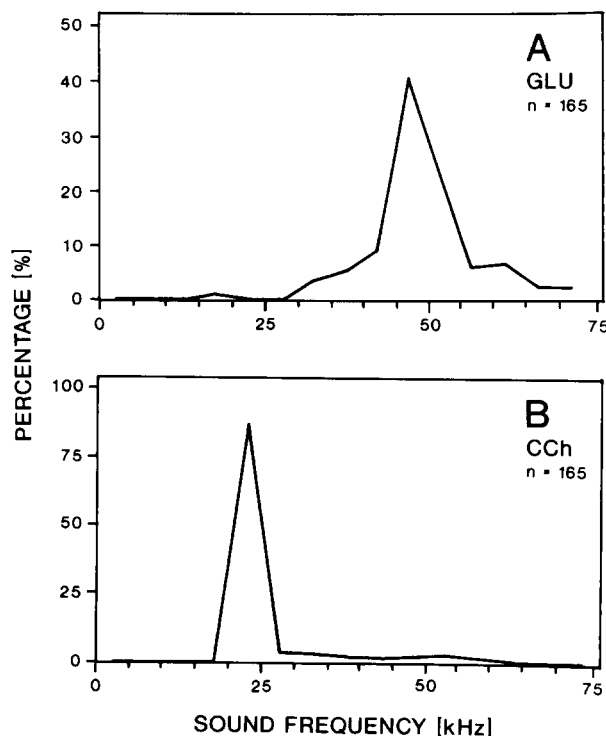 50
40
30
20
10
0
A
GLU
n = 165
0 25 50 75
PERCENTAGE [%]
100
75
50
25
0
B
CCh
n = 165
0 25 50 75
SOUND FREQUENCY [kHz]